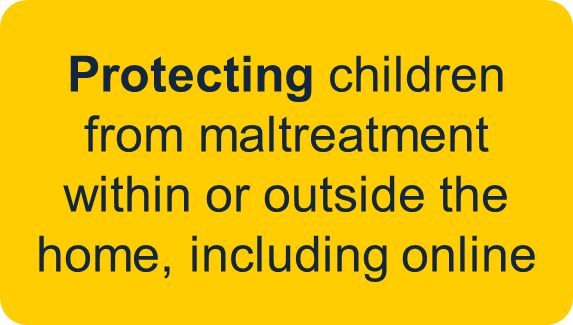 Protecting children
from maltreatment
within or outside the
home, including online